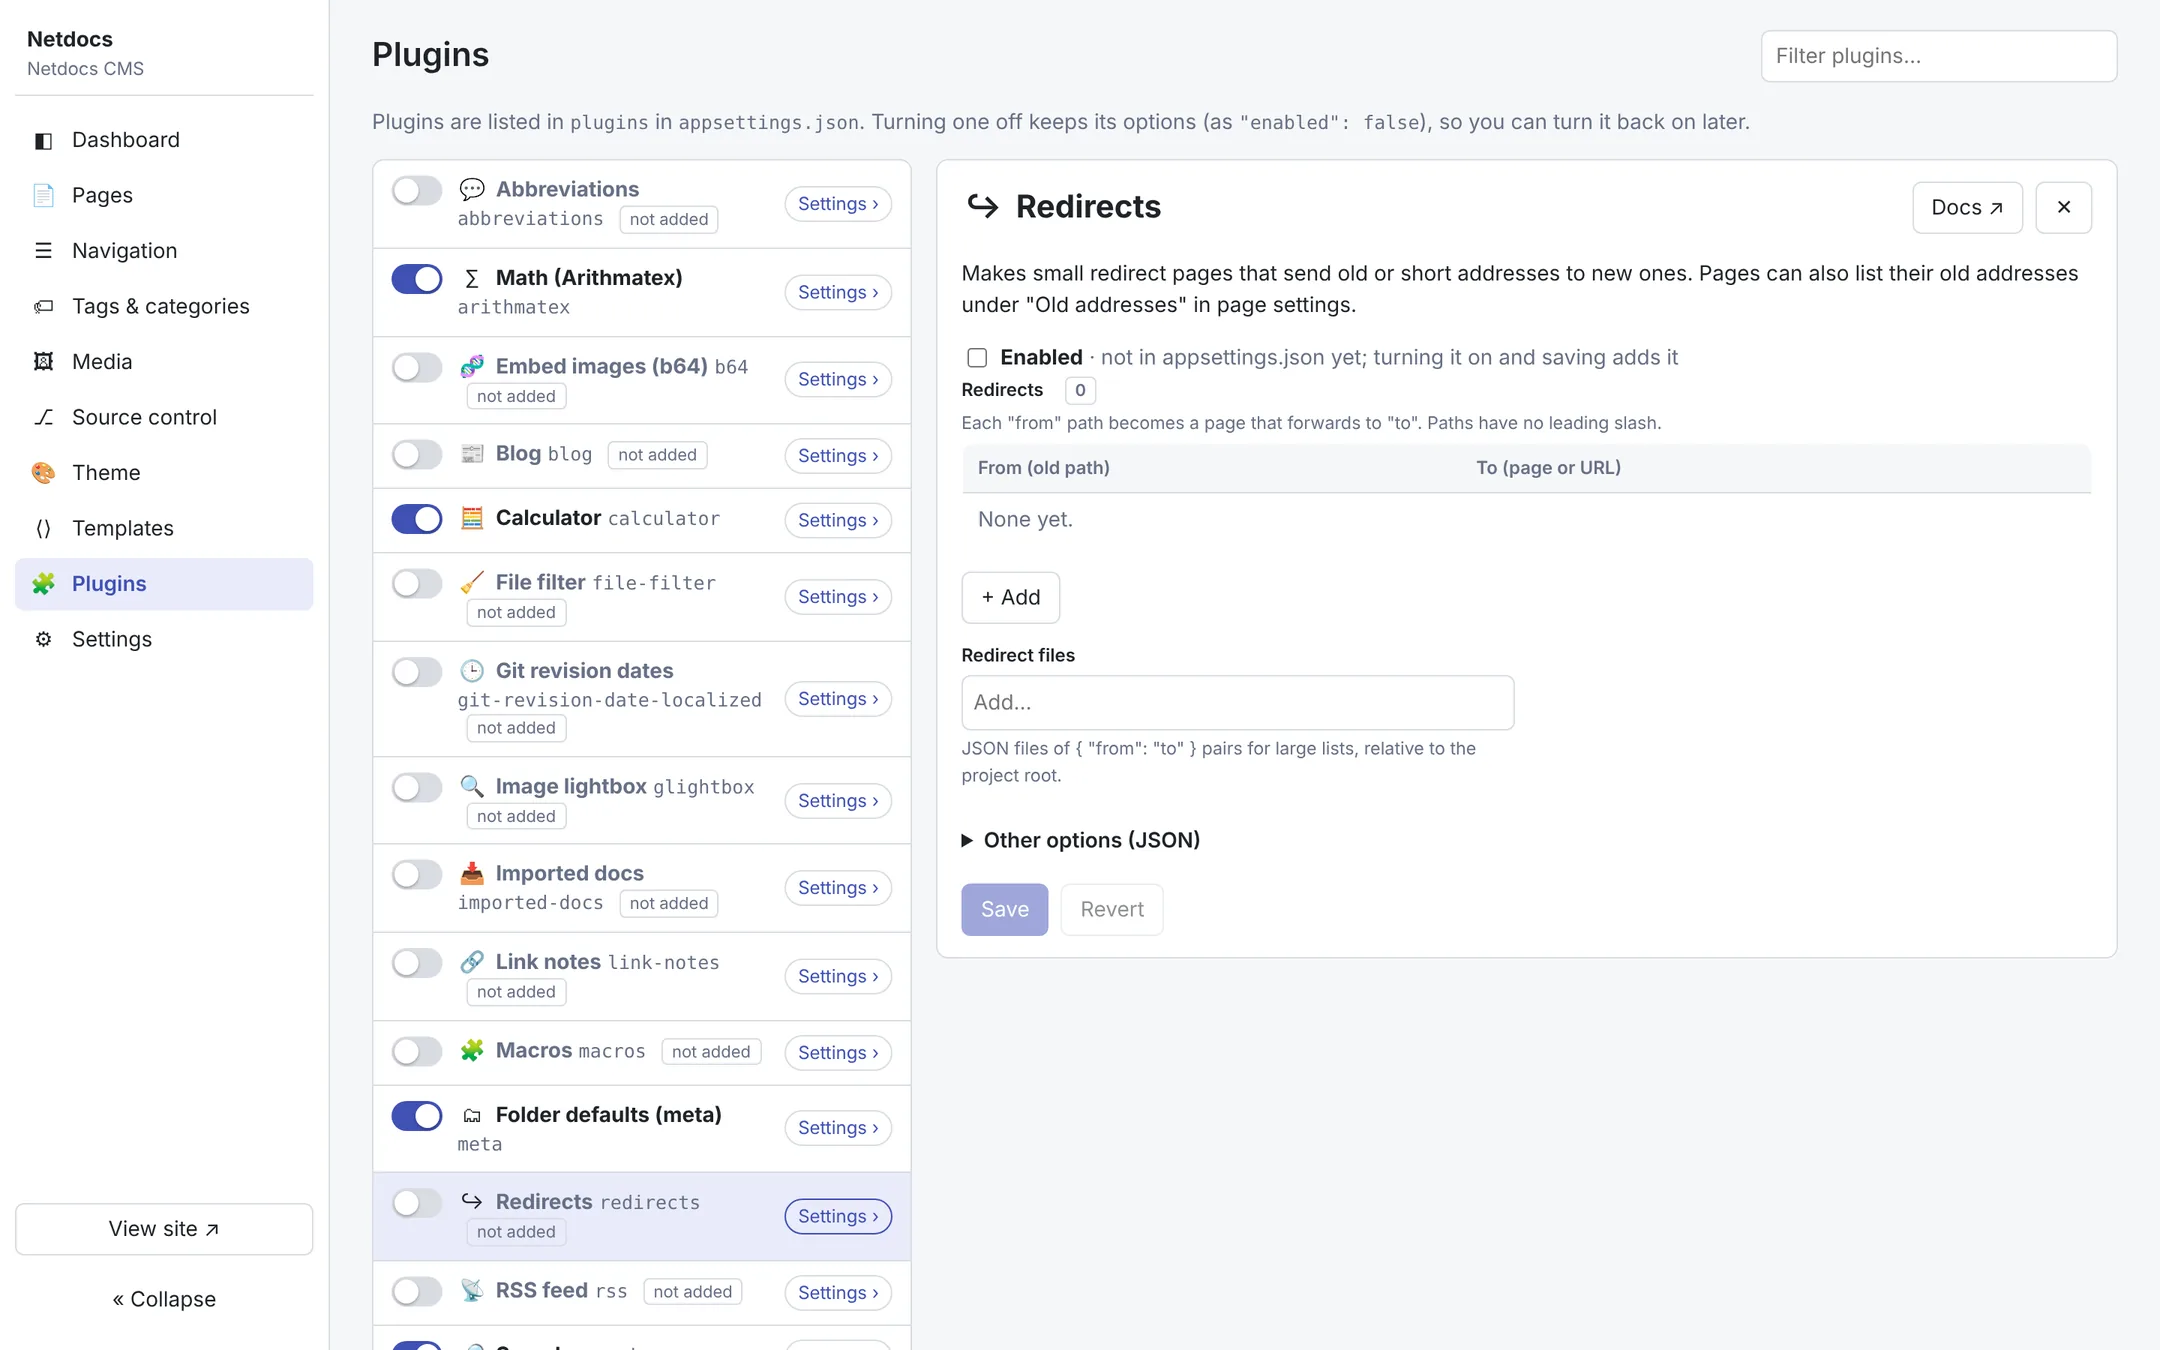 Netdocs
Netdocs CMS
Dashboard
Pages
Navigation
Tags & categories
Media
Source control
Theme
Templates
Plugins
Settings
View site ↗
« Collapse
Plugins
Filter plugins...
Plugins are listed in plugins in appsettings.json. Turning one off keeps its options (as "enabled": false), so you can turn it back on later.
Abbreviations
abbreviations not added
Settings ›
Math (Arithmatex)
arithmatex
Settings ›
Embed images (b64) b64
not added
Settings ›
Blog blog not added
Settings ›
Calculator calculator
Settings ›
File filter file-filter
not added
Settings ›
Git revision dates
git-revision-date-localized
not added
Settings ›
Image lightbox glightbox
not added
Settings ›
Imported docs
imported-docs not added
Settings ›
Link notes link-notes
not added
Settings ›
Macros macros not added
Settings ›
Folder defaults (meta)
meta
Settings ›
Redirects redirects
not added
Settings ›
RSS feed rss not added
Settings ›
Redirects
Docs ↗
×
Makes small redirect pages that send old or short addresses to new ones. Pages can also list their old addresses
under "Old addresses" in page settings.
Enabled · not in appsettings.json yet; turning it on and saving adds it
Redirects 0
Each "from" path becomes a page that forwards to "to". Paths have no leading slash.
From (old path) To (page or URL)
None yet.
+ Add
Redirect files
Add...
JSON files of { "from": "to" } pairs for large lists, relative to the
project root.
Other options (JSON)
Save
Revert